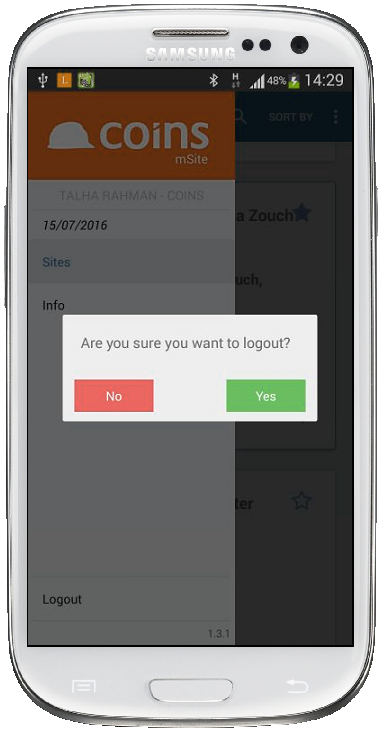 SAMSUNG
48% 14:29
coins
mSite
SORT BY
TALHA RAHMAN - COINS
15/07/2016
a Zouch
Sites
uch,
Info
Are you sure you want to logout?
No
Yes
ter
Logout
1.3.1